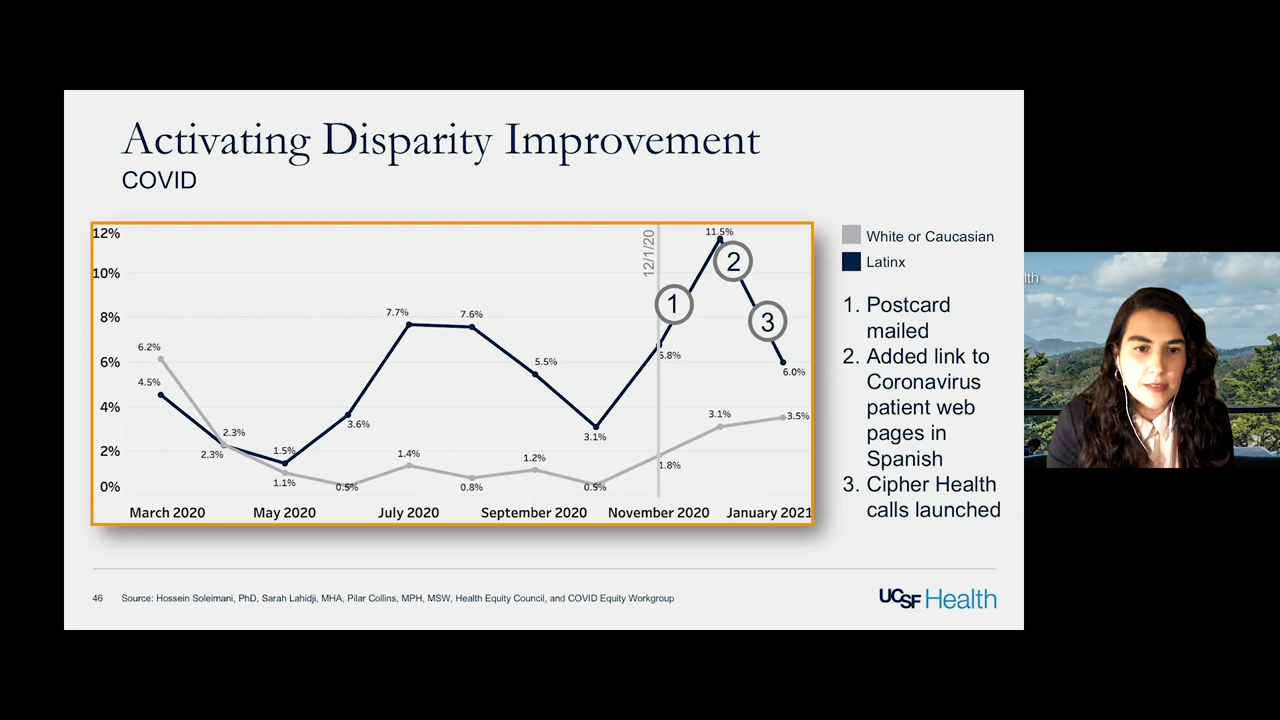 Activating Disparity Improvement
COVID
12%
10%
8%
6%
4%
2%
0%
6.2%
4.5%
2.3%
2.3%
1.5%
1.1%
3.6%
0.5%
7.7%
1.4%
7.6%
0.8%
5.5%
1.2%
3.1%
0.5%
12/1/20
5.8%
1.8%
11.5%
3.1%
6.0%
3.5%
1
2
3
March 2020
May 2020
July 2020
September 2020
November 2020
January 2021
White or Caucasian
Latinx
1. Postcard
mailed
2. Added link to
Coronavirus
patient web
pages in
Spanish
3. Cipher Health
calls launched
lth
46
Source: Hossein Soleimani, PhD, Sarah Lahidji, MHA, Pilar Collins, MPH, MSW, Health Equity Council, and COVID Equity Workgroup
UCSF Health